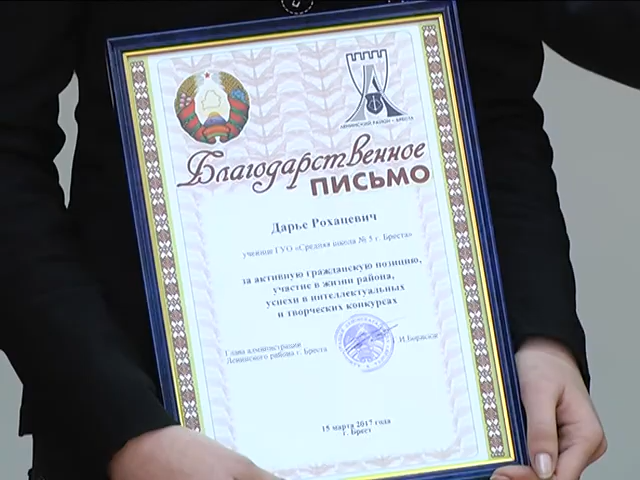 ЛЕНИНСКИЙ РАЙОН • БРЕСТА
Благодарственное
ПИСЬМО
Дарье Рохацевич
ученице ГУО «Средняя школа № 5 г. Бреста»
за активную гражданскую позицию,
участие в жизни района,
успехи в интеллектуальных
и творческих конкурсах
Глава администрации
Ленинского района г. Бреста
15 марта 2017 года
г. Брест